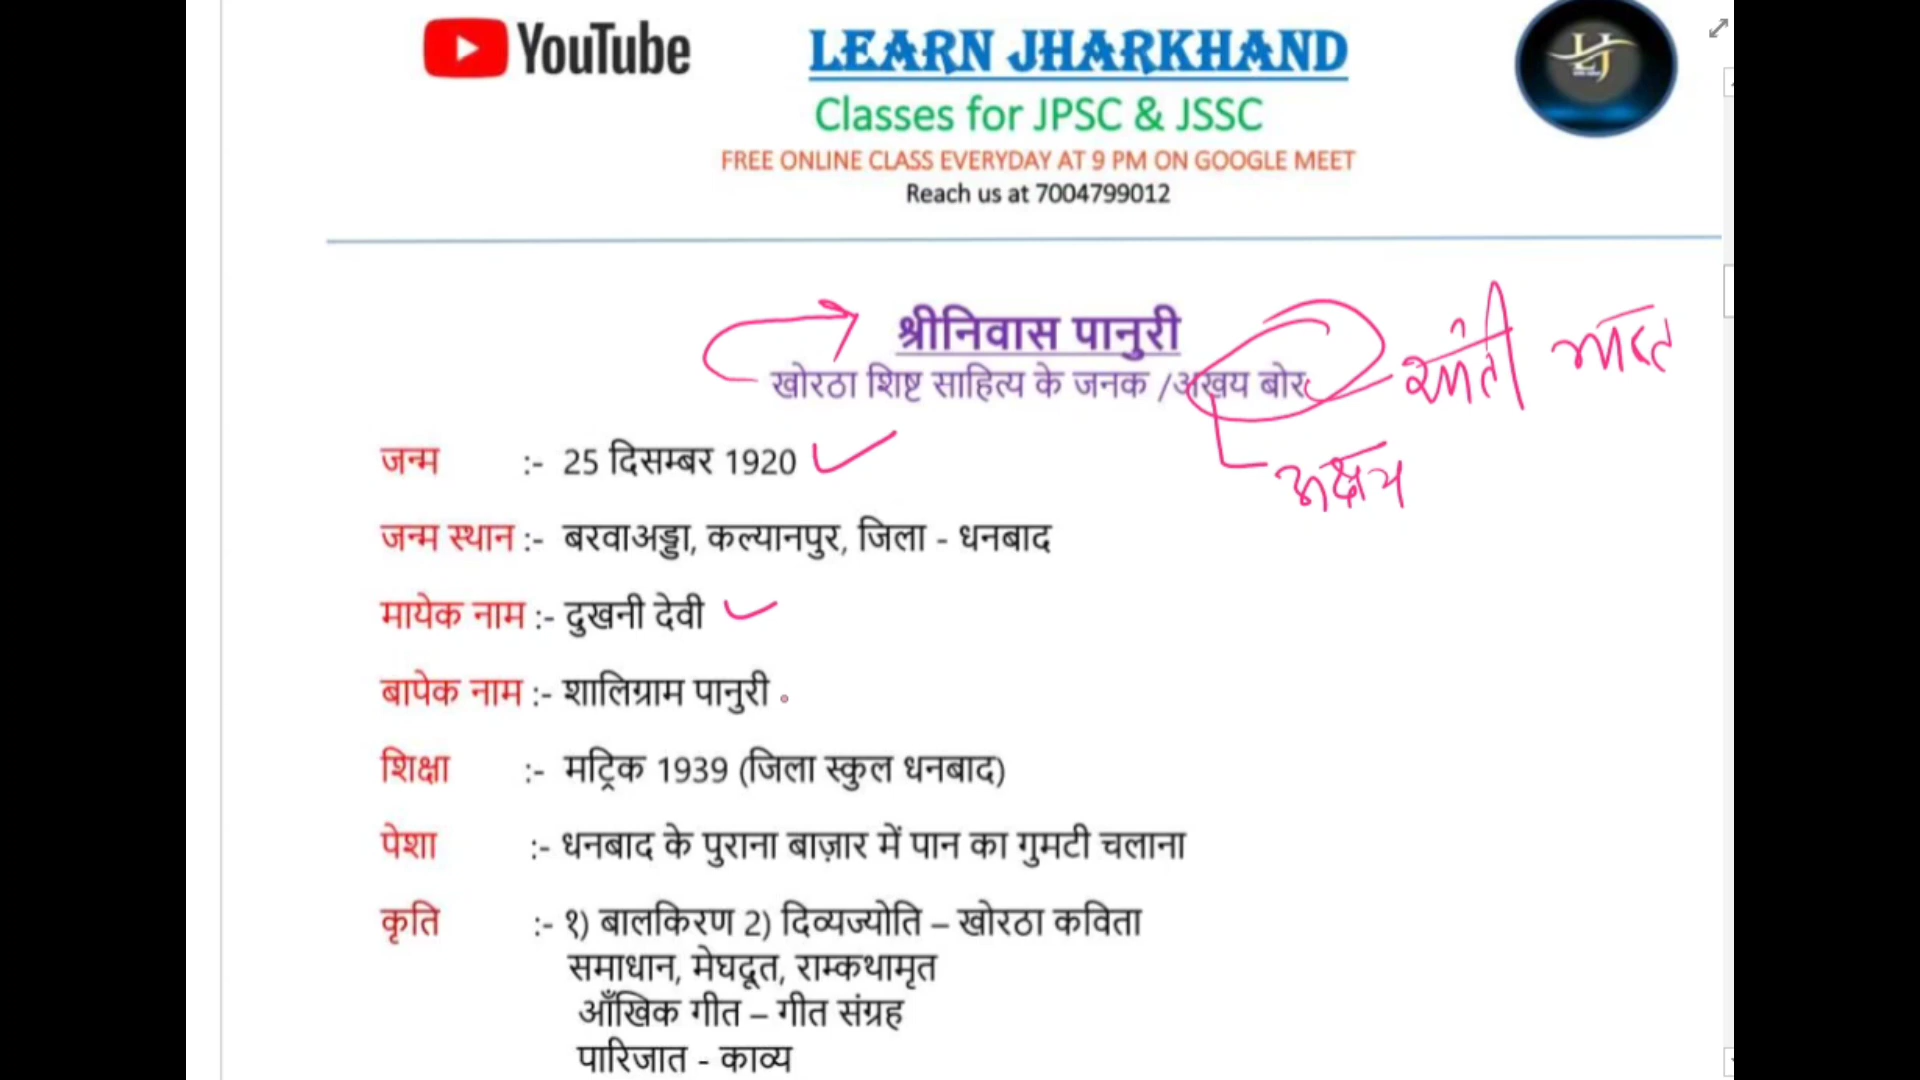 YouTube
LEARN JHARKHAND
Classes for JPSC & JSSC
FREE ONLINE CLASS EVERYDAY AT 9 PM ON GOOGLE MEET
Reach us at 7004799012
श्रीनिवास पानुरी
खोरठा शिष्ट साहित्य के जनक /अखय बोर
अक्षय
जन्म :- 25 दिसम्बर 1920
जन्म स्थान :- बरवाअड्डा, कल्यानपुर, जिला - धनबाद
मायेक नाम :- दुखनी देवी
बापेक नाम :- शालिग्राम पानुरी
शिक्षा :- मट्रिक 1939 (जिला स्कुल धनबाद)
पेशा :- धनबाद के पुराना बाज़ार में पान का गुमटी चलाना
कृति :- १) बालकिरण 2) दिव्यज्योति – खोरठा कविता
समाधान, मेघदूत, राम्कथामृत
आँखिक गीत – गीत संग्रह
पारिजात - काव्य